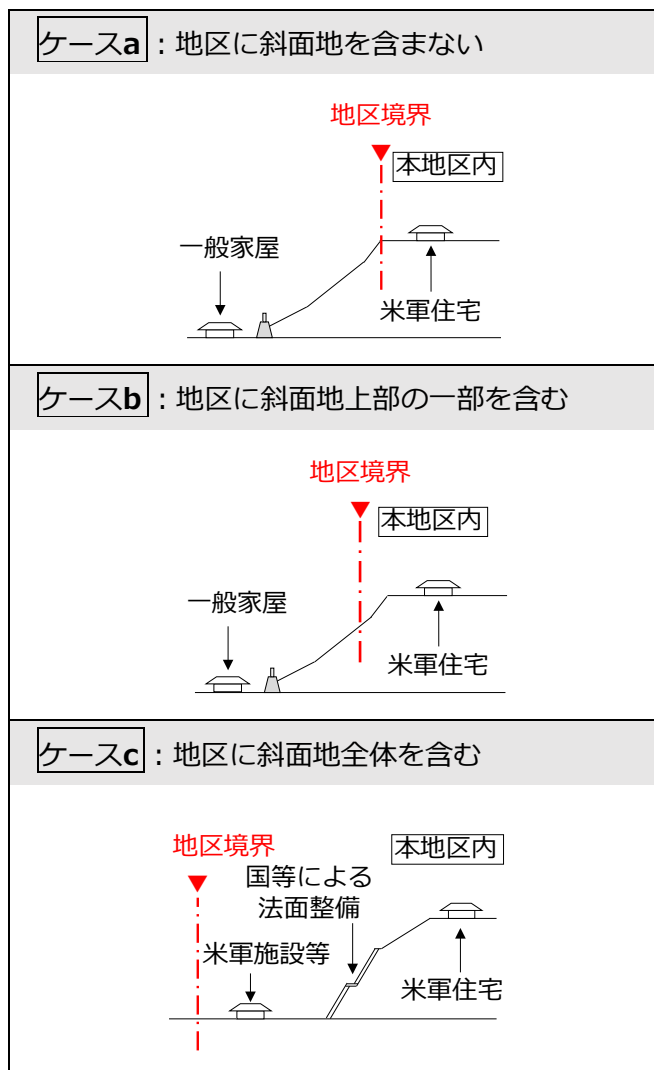 ケースa：地区に斜面地を含まない
地区境界
本地区内
一般家屋
米軍住宅
ケースb：地区に斜面地上部の一部を含む
地区境界
本地区内
一般家屋
米軍住宅
ケースc：地区に斜面地全体を含む
地区境界
本地区内
国等による
法面整備
米軍施設等
米軍住宅